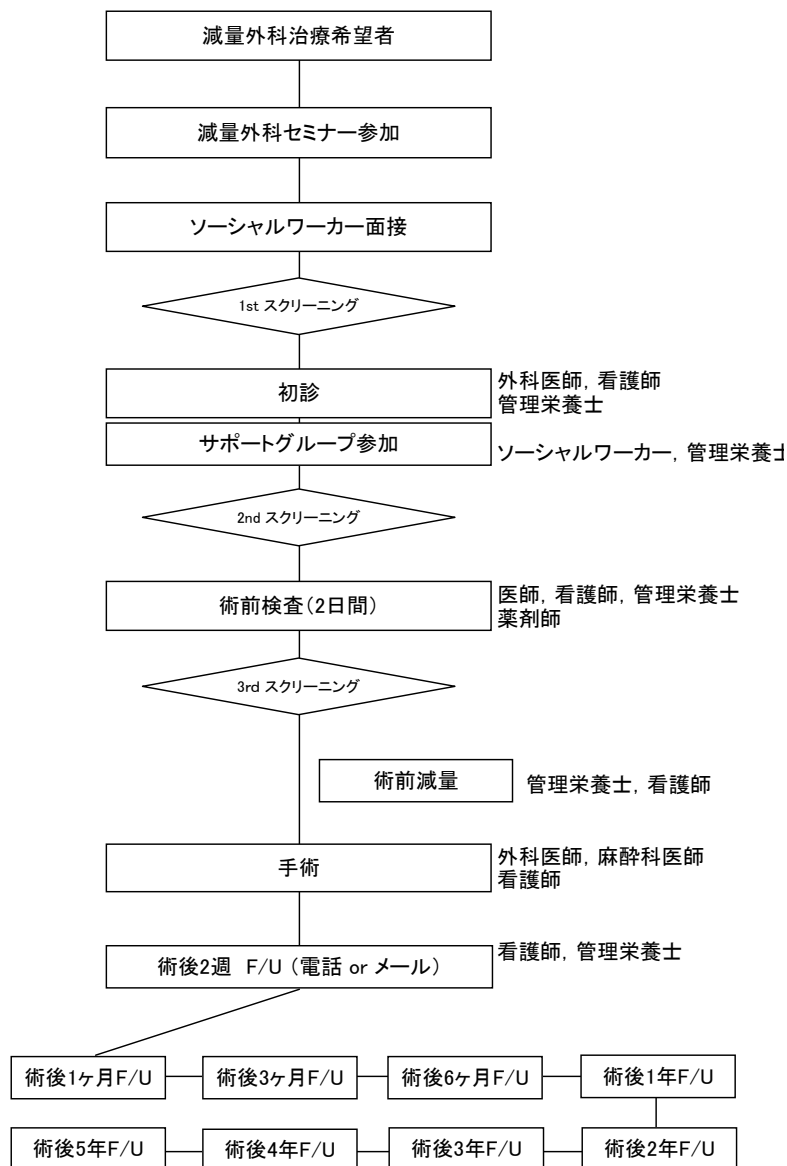 減量外科治療希望者
減量外科セミナー参加
ソーシャルワーカー面接
1st スクリーニング
初診
外科医師, 看護師
管理栄養士
サポートグループ参加
ソーシャルワーカー, 管理栄養士
2nd スクリーニング
術前検査(2日間)
医師, 看護師, 管理栄養士
薬剤師
3rd スクリーニング
術前減量
管理栄養士, 看護師
手術
外科医師, 麻酔科医師
看護師
術後2週 F/U (電話 or メール)
看護師, 管理栄養士
術後1ヶ月F/U
術後3ヶ月F/U
術後6ヶ月F/U
術後1年F/U
術後5年F/U
術後4年F/U
術後3年F/U
術後2年F/U